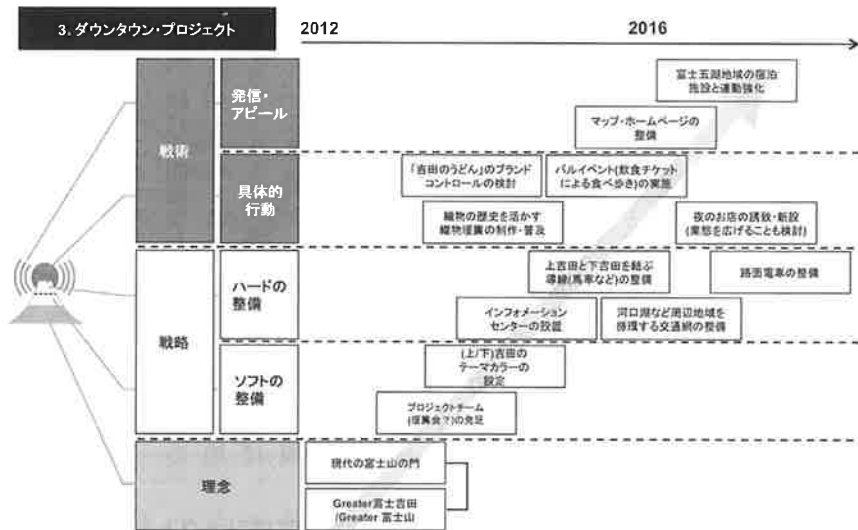 3. ダウンタウン・プロジェクト
2012
2016
戦術
発信・
アピール
富士五湖地域の宿泊
施設と連動強化
マップ・ホームページの
整備
具体的
行動
「吉田のうどん」のブランド
コントロールの検討
バルイベント(飲食チケット
による食べ歩き)の実施
織物の歴史を活かす
織物暖簾の制作・普及
夜のお店の誘致・新設
(業態を広げることも検討)
戦略
ハードの
整備
上吉田と下吉田を結ぶ
導線(馬車など)の整備
路面電車の整備
インフォメーション
センターの設置
河口湖など周辺地域を
循環する交通網の整備
ソフトの
整備
(上/下)吉田の
テーマカラーの
設定
プロジェクトチーム
(復興会?)の発足
理念
現代の富士山の門
Greater富士吉田
/Greater 富士山